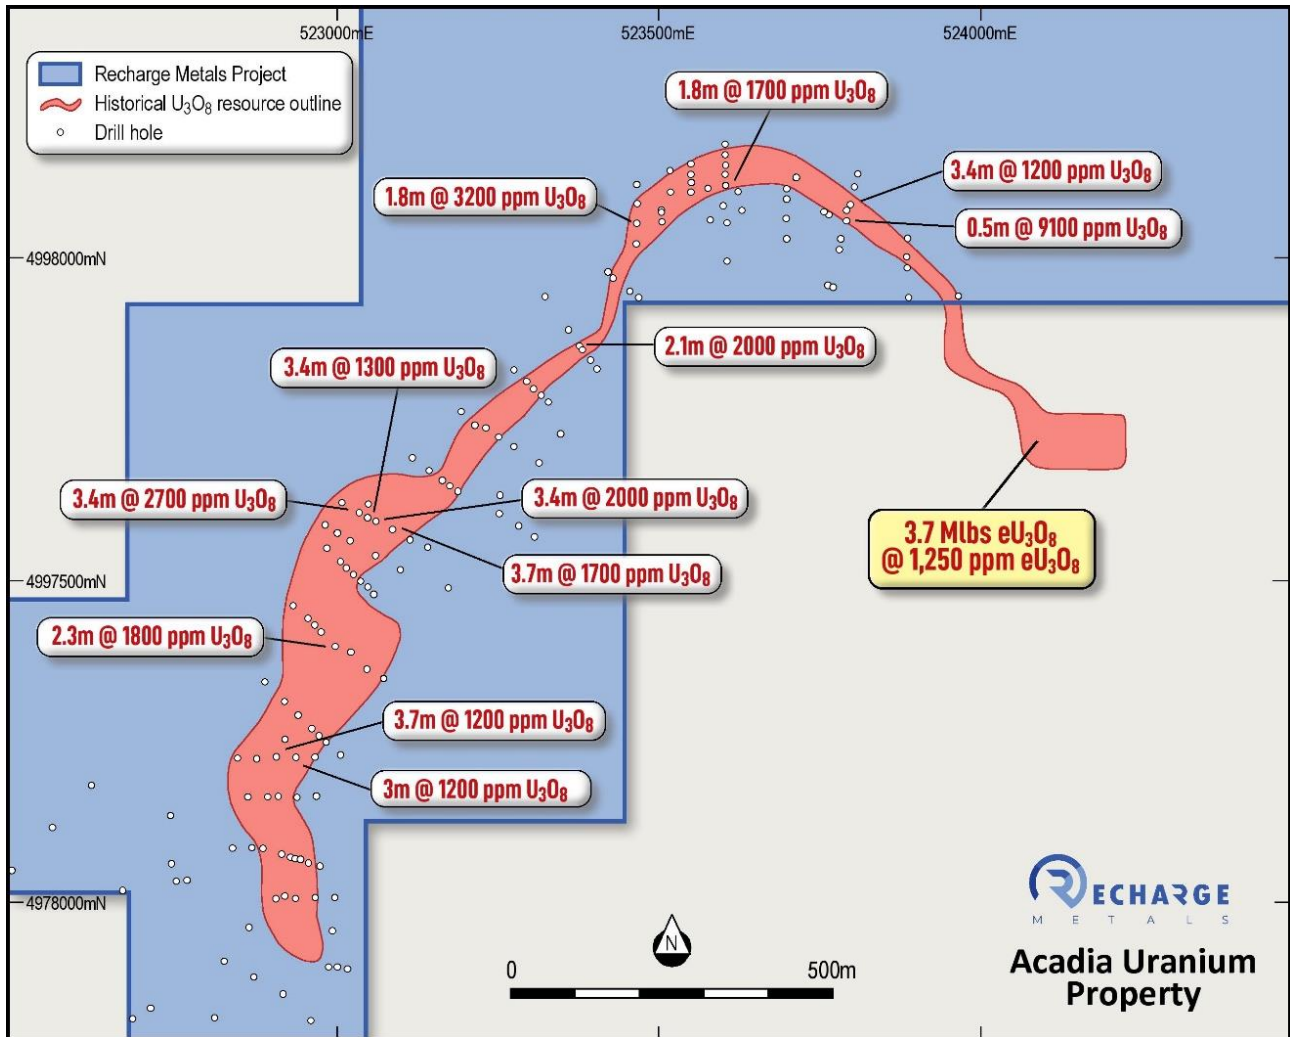 523000mE
523500mE
524000mE
Recharge Metals Project
Historical U₃O₈ resource outline
Drill hole
1.8m @ 1700 ppm U₃O₈
3.4m @ 1200 ppm U₃O₈
1.8m @ 3200 ppm U₃O₈
0.5m @ 9100 ppm U₃O₈
4998000mN
2.1m @ 2000 ppm U₃O₈
3.4m @ 1300 ppm U₃O₈
3.4m @ 2700 ppm U₃O₈
3.4m @ 2000 ppm U₃O₈
3.7 Mlbs eU₃O₈
@ 1,250 ppm eU₃O₈
3.7m @ 1700 ppm U₃O₈
4997500mN
2.3m @ 1800 ppm U₃O₈
3.7m @ 1200 ppm U₃O₈
3m @ 1200 ppm U₃O₈
4978000mN
RECHARGE
METALS
N
0
500m
Acadia Uranium
Property